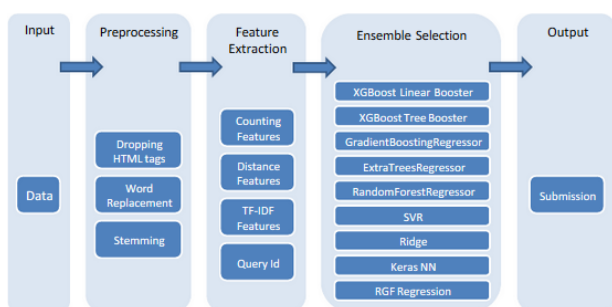 Input
Data
Preprocessing
Dropping
HTML tags
Word
Replacement
Stemming
Feature
Extraction
Counting
Features
Distance
Features
TF-IDF
Features
Query Id
Ensemble Selection
XGBoost Linear Booster
XGBoost Tree Booster
GradientBoostingRegressor
ExtraTreesRegressor
RandomForestRegressor
SVR
Ridge
Keras NN
RGF Regression
Output
Submission